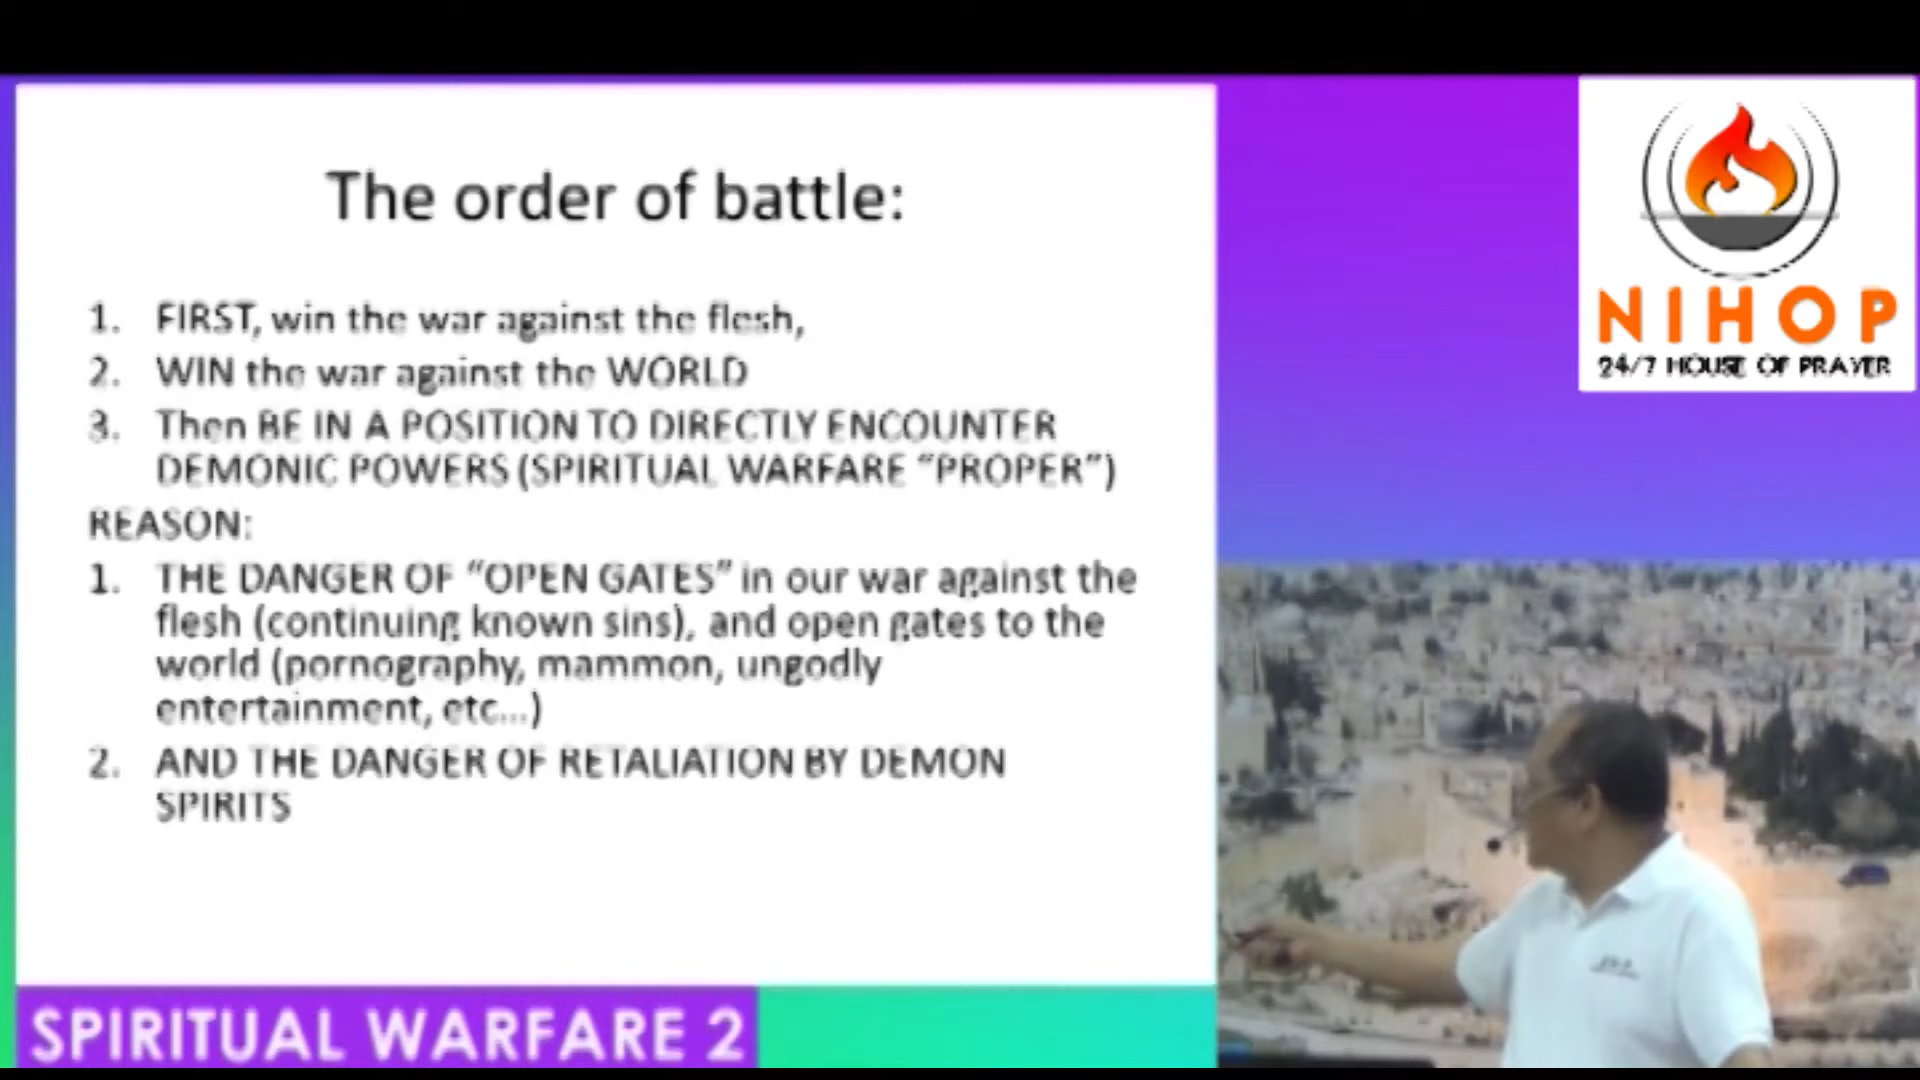 The order of battle:
1. FIRST, win the war against the flesh,
2. WIN the war against the WORLD
3. Then BE IN A POSITION TO DIRECTLY ENCOUNTER
DEMONIC POWERS (SPIRITUAL WARFARE “PROPER”)
REASON:
1. THE DANGER OF “OPEN GATES” in our war against the
flesh (continuing known sins), and open gates to the
world (pornography, mammon, ungodly
entertainment, etc...)
2. AND THE DANGER OF RETALIATION BY DEMON
SPIRITS
SPIRITUAL WARFARE 2
NIHOP
24/7 HOUSE OF PRAYER